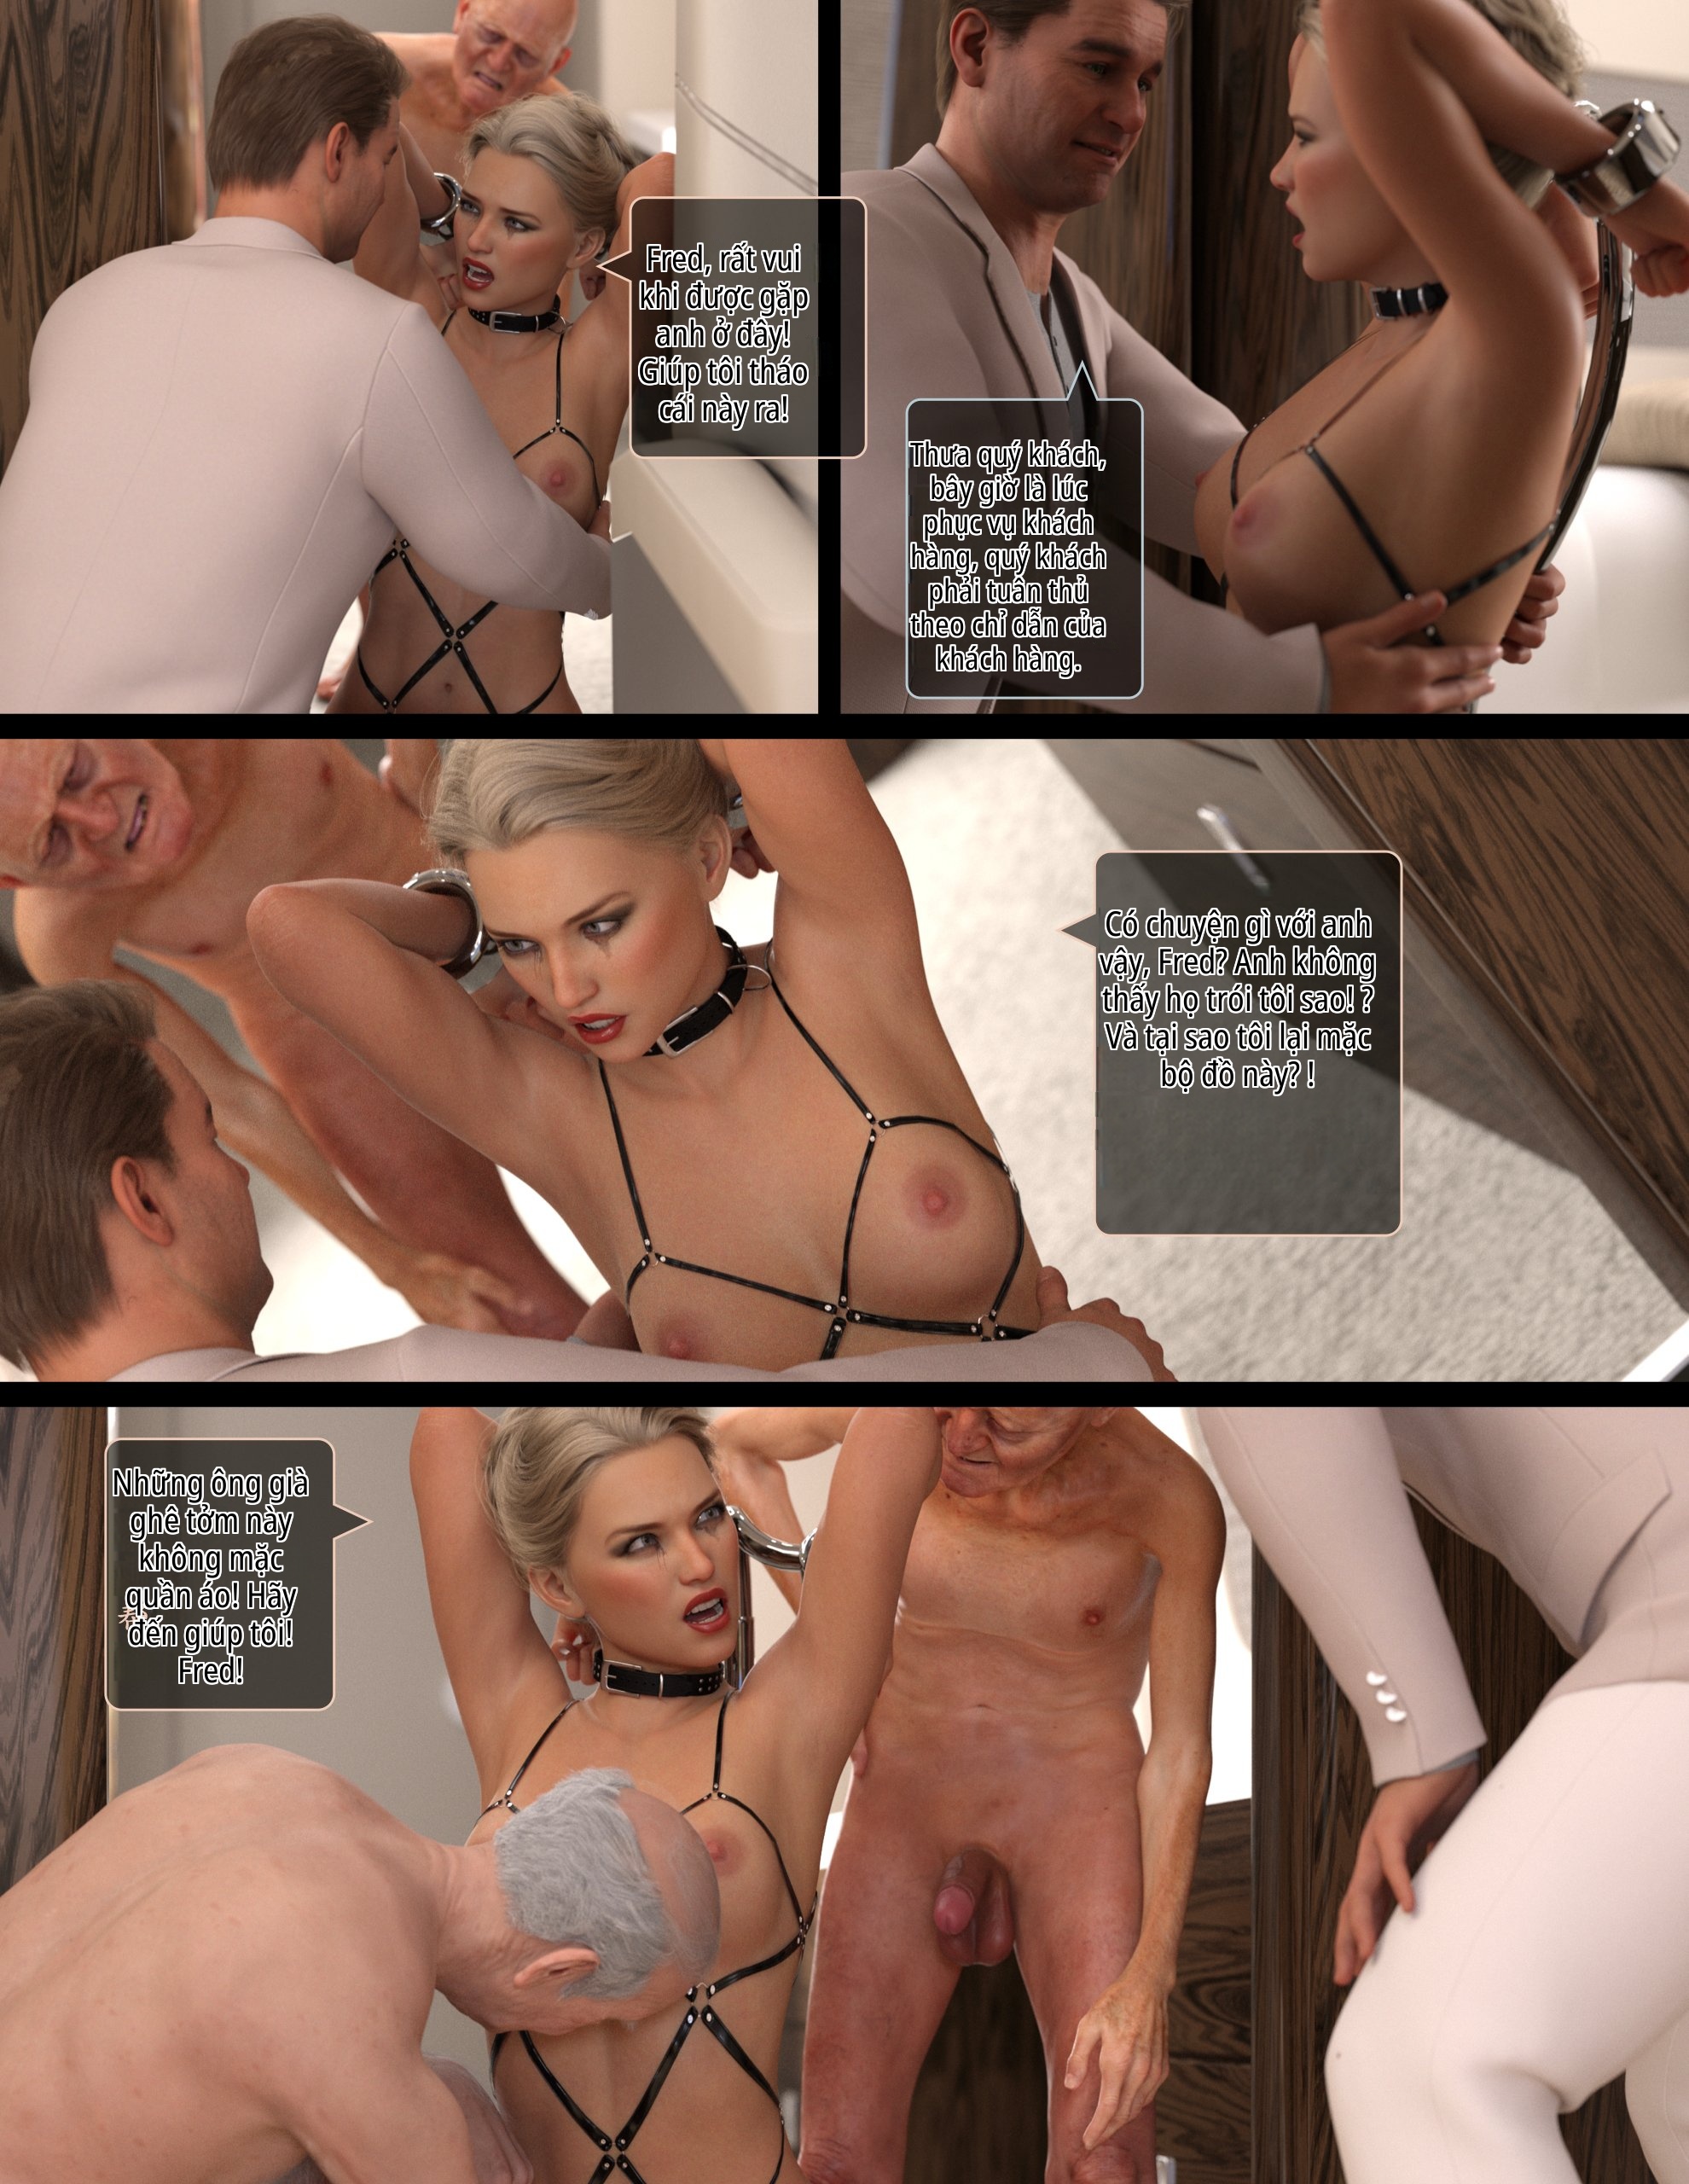 Fred, rất vui
khi được gặp
anh ở đây!
Giúp tôi tháo
cái này ra!
Thưa quý khách,
bây giờ là lúc
phục vụ khách
hàng, quý khách
phải tuân thủ
theo chỉ dẫn của
khách hàng.
Có chuyện gì với anh
vậy, Fred? Anh không
thấy họ trói tôi sao! ?
Và tại sao tôi lại mặc
bộ đồ này? !
Những ông già
ghê tởm này
không mặc
quần áo! Hãy
đến giúp tôi!
Fred!